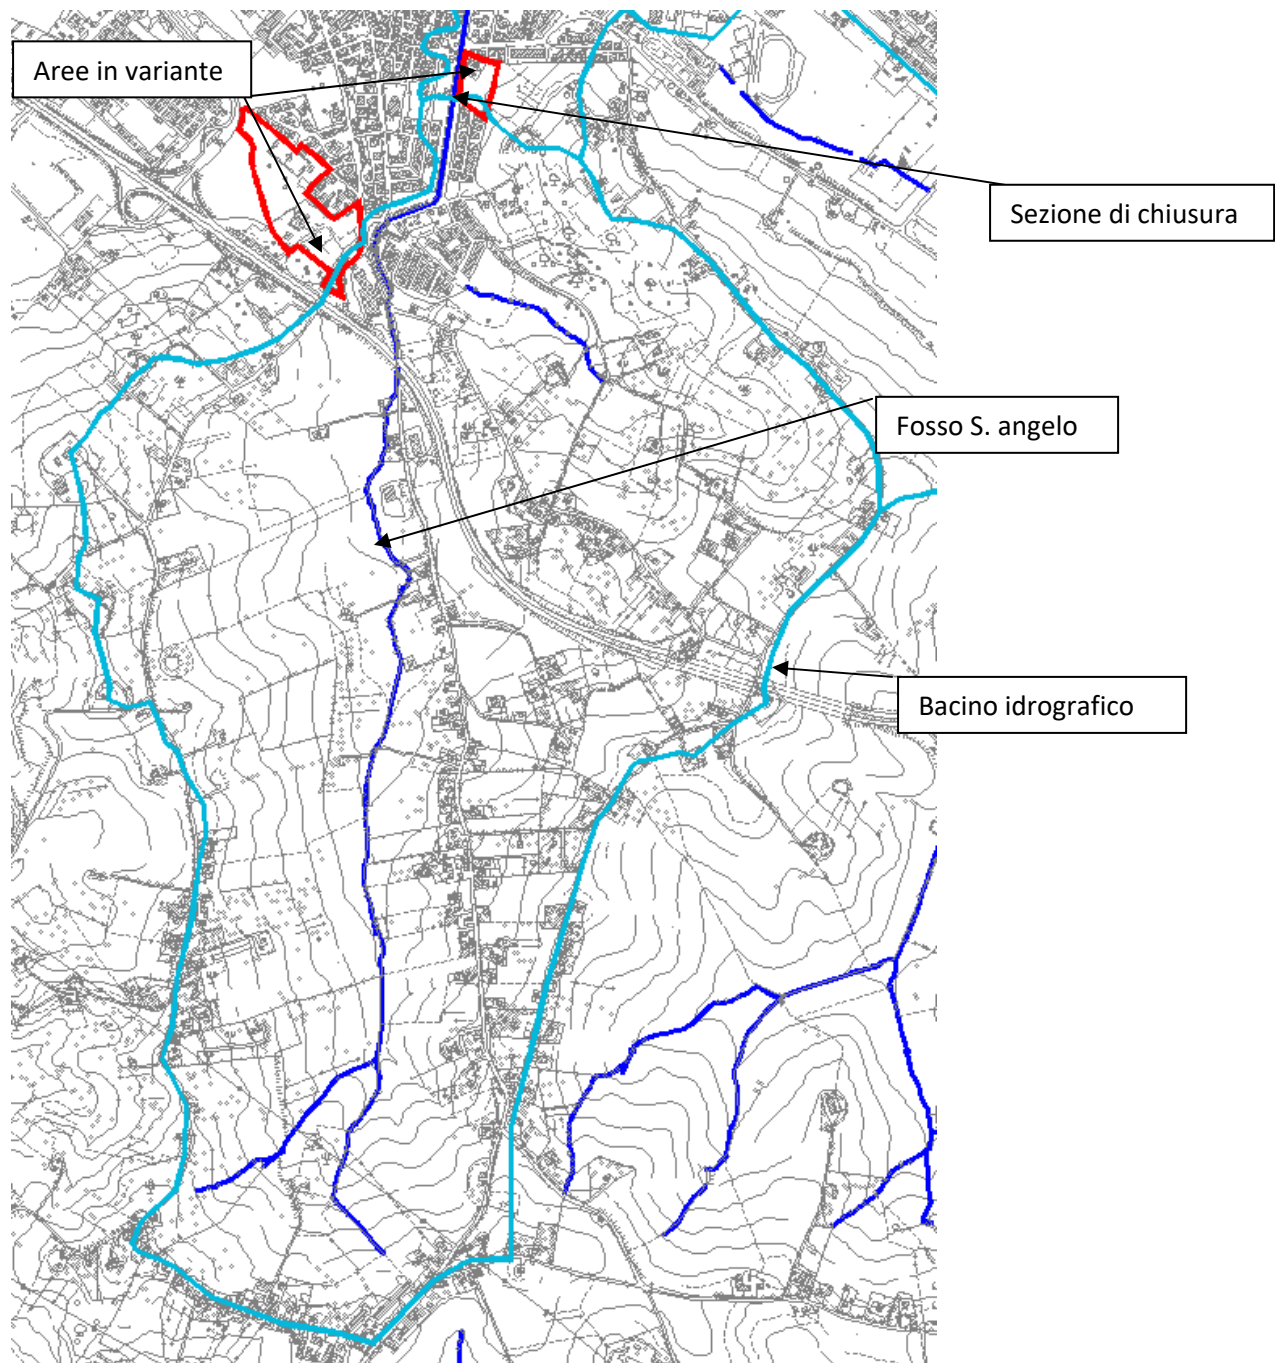 Aree in variante
Sezione di chiusura
Fosso S. angelo
Bacino idrografico